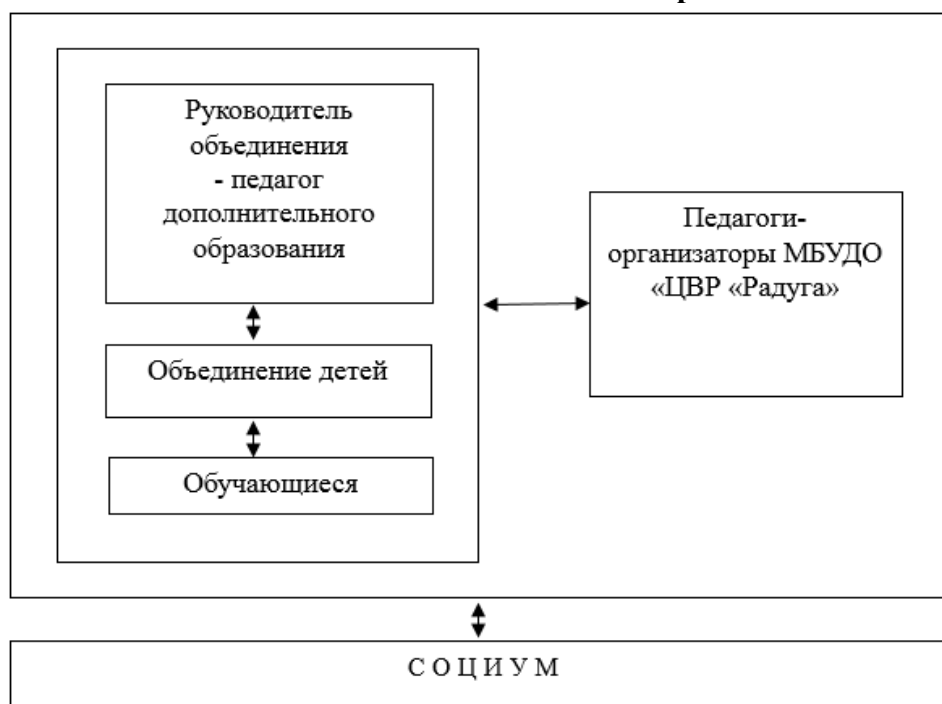 Руководитель
объединения
- педагог
дополнительного
образования
Объединение детей
Обучающиеся
Педагоги-
организаторы МБУДО
«ЦВР «Радуга»
С О Ц И У М